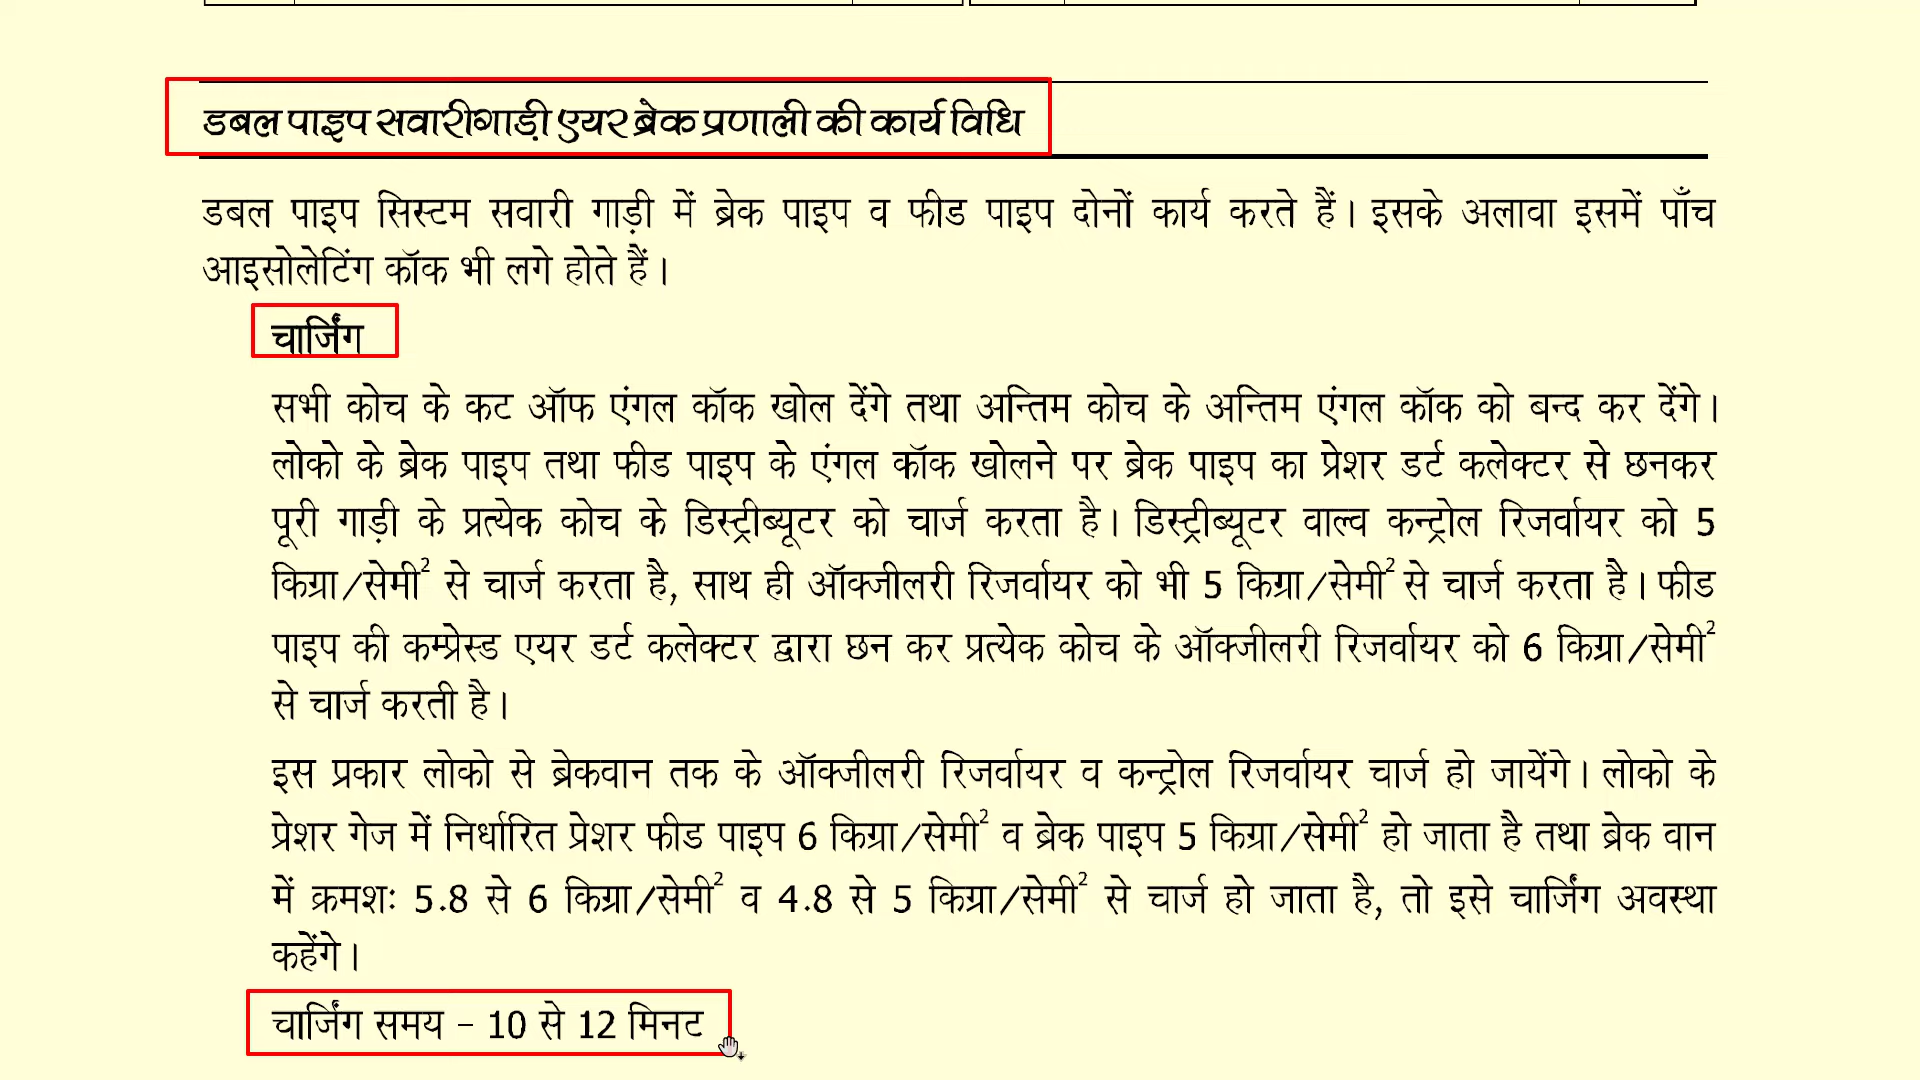 डबल पाइप सवारीगाड़ी एयर ब्रेक प्रणाली की कार्य विधि
डबल पाइप सिस्टम सवारी गाड़ी में ब्रेक पाइप व फीड पाइप दोनों कार्य करते हैं। इसके अलावा इसमें पाँच
आइसोलेटिंग कॉक भी लगे होते हैं।
चार्जिंग
सभी कोच के कट ऑफ एंगल कॉक खोल देंगे तथा अन्तिम कोच के अन्तिम एंगल कॉक को बन्द कर देंगे।
लोको के ब्रेक पाइप तथा फीड पाइप के एंगल कॉक खोलने पर ब्रेक पाइप का प्रेशर डर्ट कलेक्टर से छनकर
पूरी गाड़ी के प्रत्येक कोच के डिस्ट्रीब्यूटर को चार्ज करता है। डिस्ट्रीब्यूटर वाल्व कन्ट्रोल रिजर्वायर को 5
किग्रा/सेमी² से चार्ज करता है, साथ ही ऑक्जीलरी रिजर्वायर को भी 5 किग्रा/सेमी² से चार्ज करता है। फीड
पाइप की कम्प्रेस्ड एयर डर्ट कलेक्टर द्वारा छन कर प्रत्येक कोच के ऑक्जीलरी रिजर्वायर को 6 किग्रा/सेमी²
से चार्ज करती है।
इस प्रकार लोको से ब्रेकवान तक के ऑक्जीलरी रिजर्वायर व कन्ट्रोल रिजर्वायर चार्ज हो जायेंगे। लोको के
प्रेशर गेज में निर्धारित प्रेशर फीड पाइप 6 किग्रा/सेमी² व ब्रेक पाइप 5 किग्रा/सेमी² हो जाता है तथा ब्रेक वान
में क्रमशः 5.8 से 6 किग्रा/सेमी² व 4.8 से 5 किग्रा/सेमी² से चार्ज हो जाता है, तो इसे चार्जिंग अवस्था
कहेंगे।
चार्जिंग समय – 10 से 12 मिनट